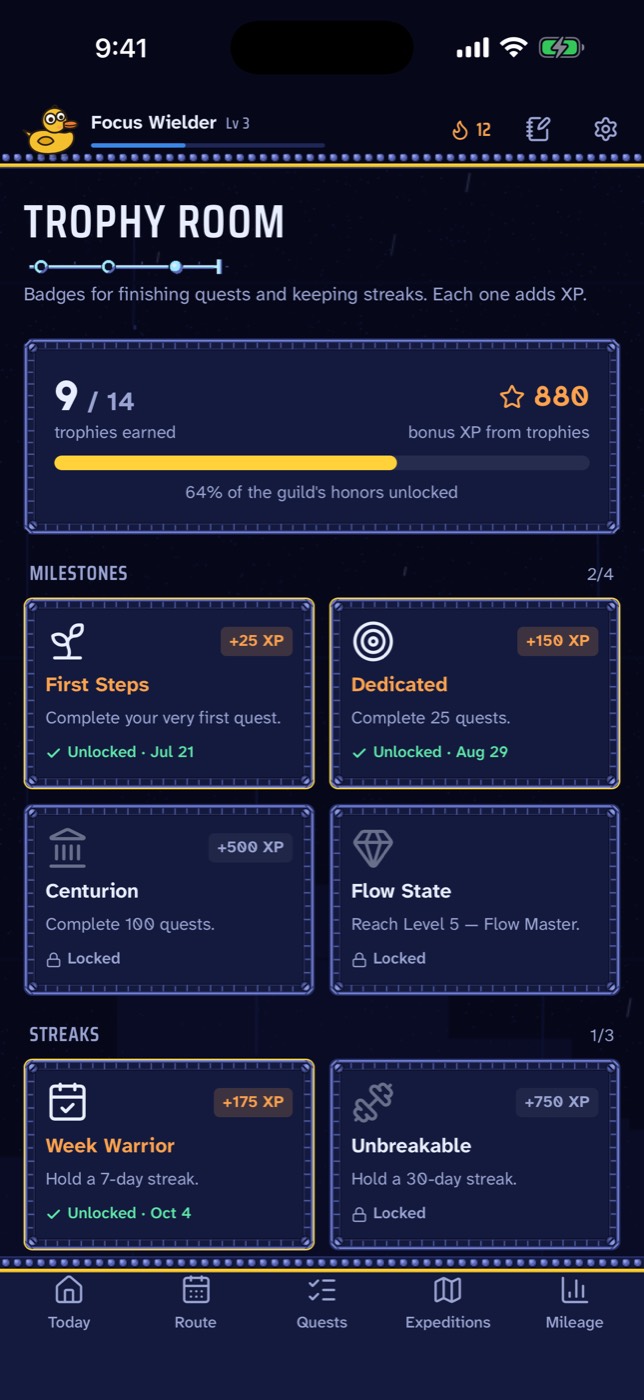 9:41
Focus Wielder Lv 3
12
TROPHY ROOM
Badges for finishing quests and keeping streaks. Each one adds XP.
9 / 14
880
trophies earned
bonus XP from trophies
64% of the guild's honors unlocked
MILESTONES
2/4
+25 XP
First Steps
Complete your very first quest.
Unlocked · Jul 21
+150 XP
Dedicated
Complete 25 quests.
Unlocked · Aug 29
+500 XP
Centurion
Complete 100 quests.
Locked
Flow State
Reach Level 5 — Flow Master.
Locked
STREAKS
1/3
+175 XP
Week Warrior
Hold a 7-day streak.
Unlocked · Oct 4
+750 XP
Unbreakable
Hold a 30-day streak.
Locked
Today
Route
Quests
Expeditions
Mileage